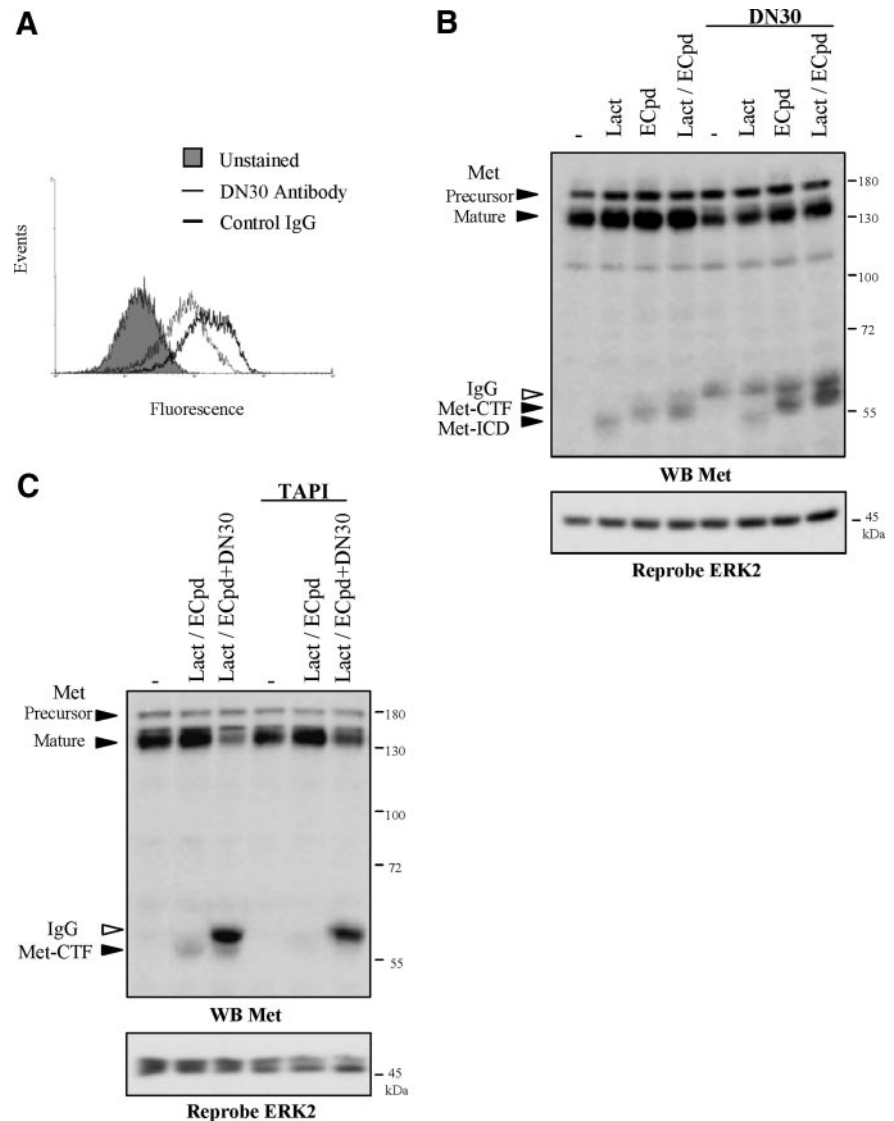 A
Unstained
DN30 Antibody
Control IgG
Events
Fluorescence
B
DN30
- Lact ECpd Lact / ECpd - Lact ECpd Lact / ECpd
Met
Precursor
Mature
180
130
100
72
55
IgG
Met-CTF
Met-ICD
WB Met
45
kDa
Reprobe ERK2
C
TAPI
- Lact / ECpd Lact / ECpd+DN30 - Lact / ECpd Lact / ECpd+DN30
Met
Precursor
Mature
180
130
100
72
55
IgG
Met-CTF
WB Met
45
kDa
Reprobe ERK2